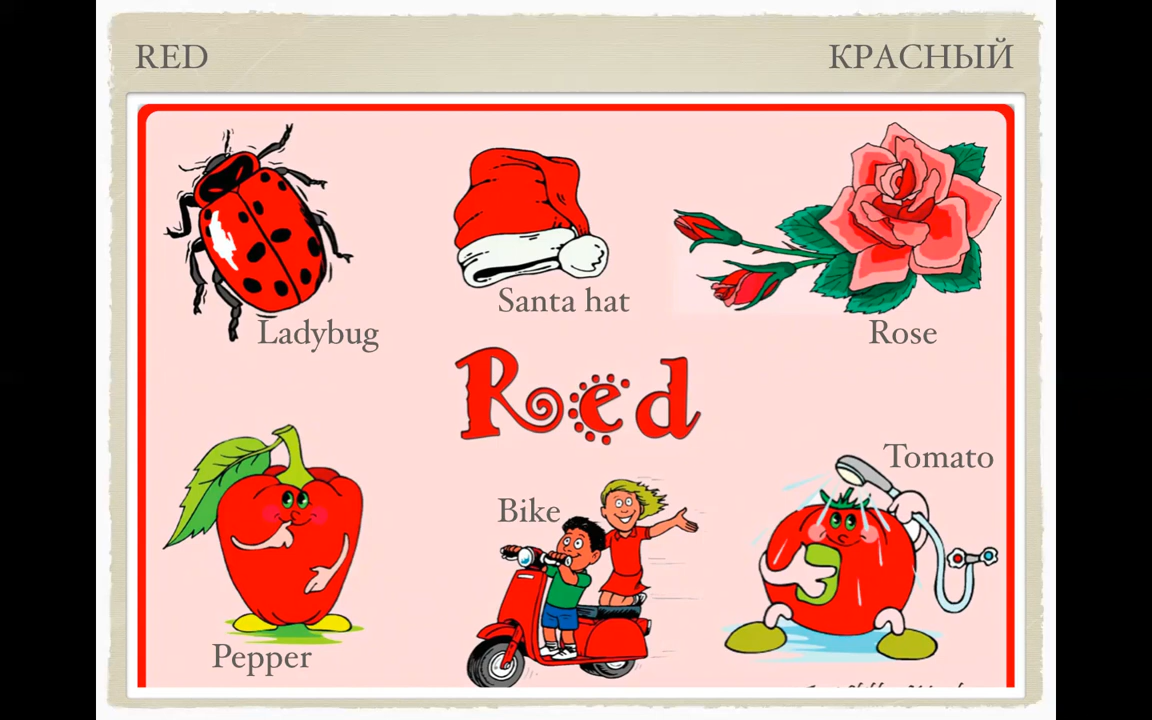 RED
КРАСНЫЙ
Ladybug
Santa hat
Rose
Red
Tomato
Bike
Pepper